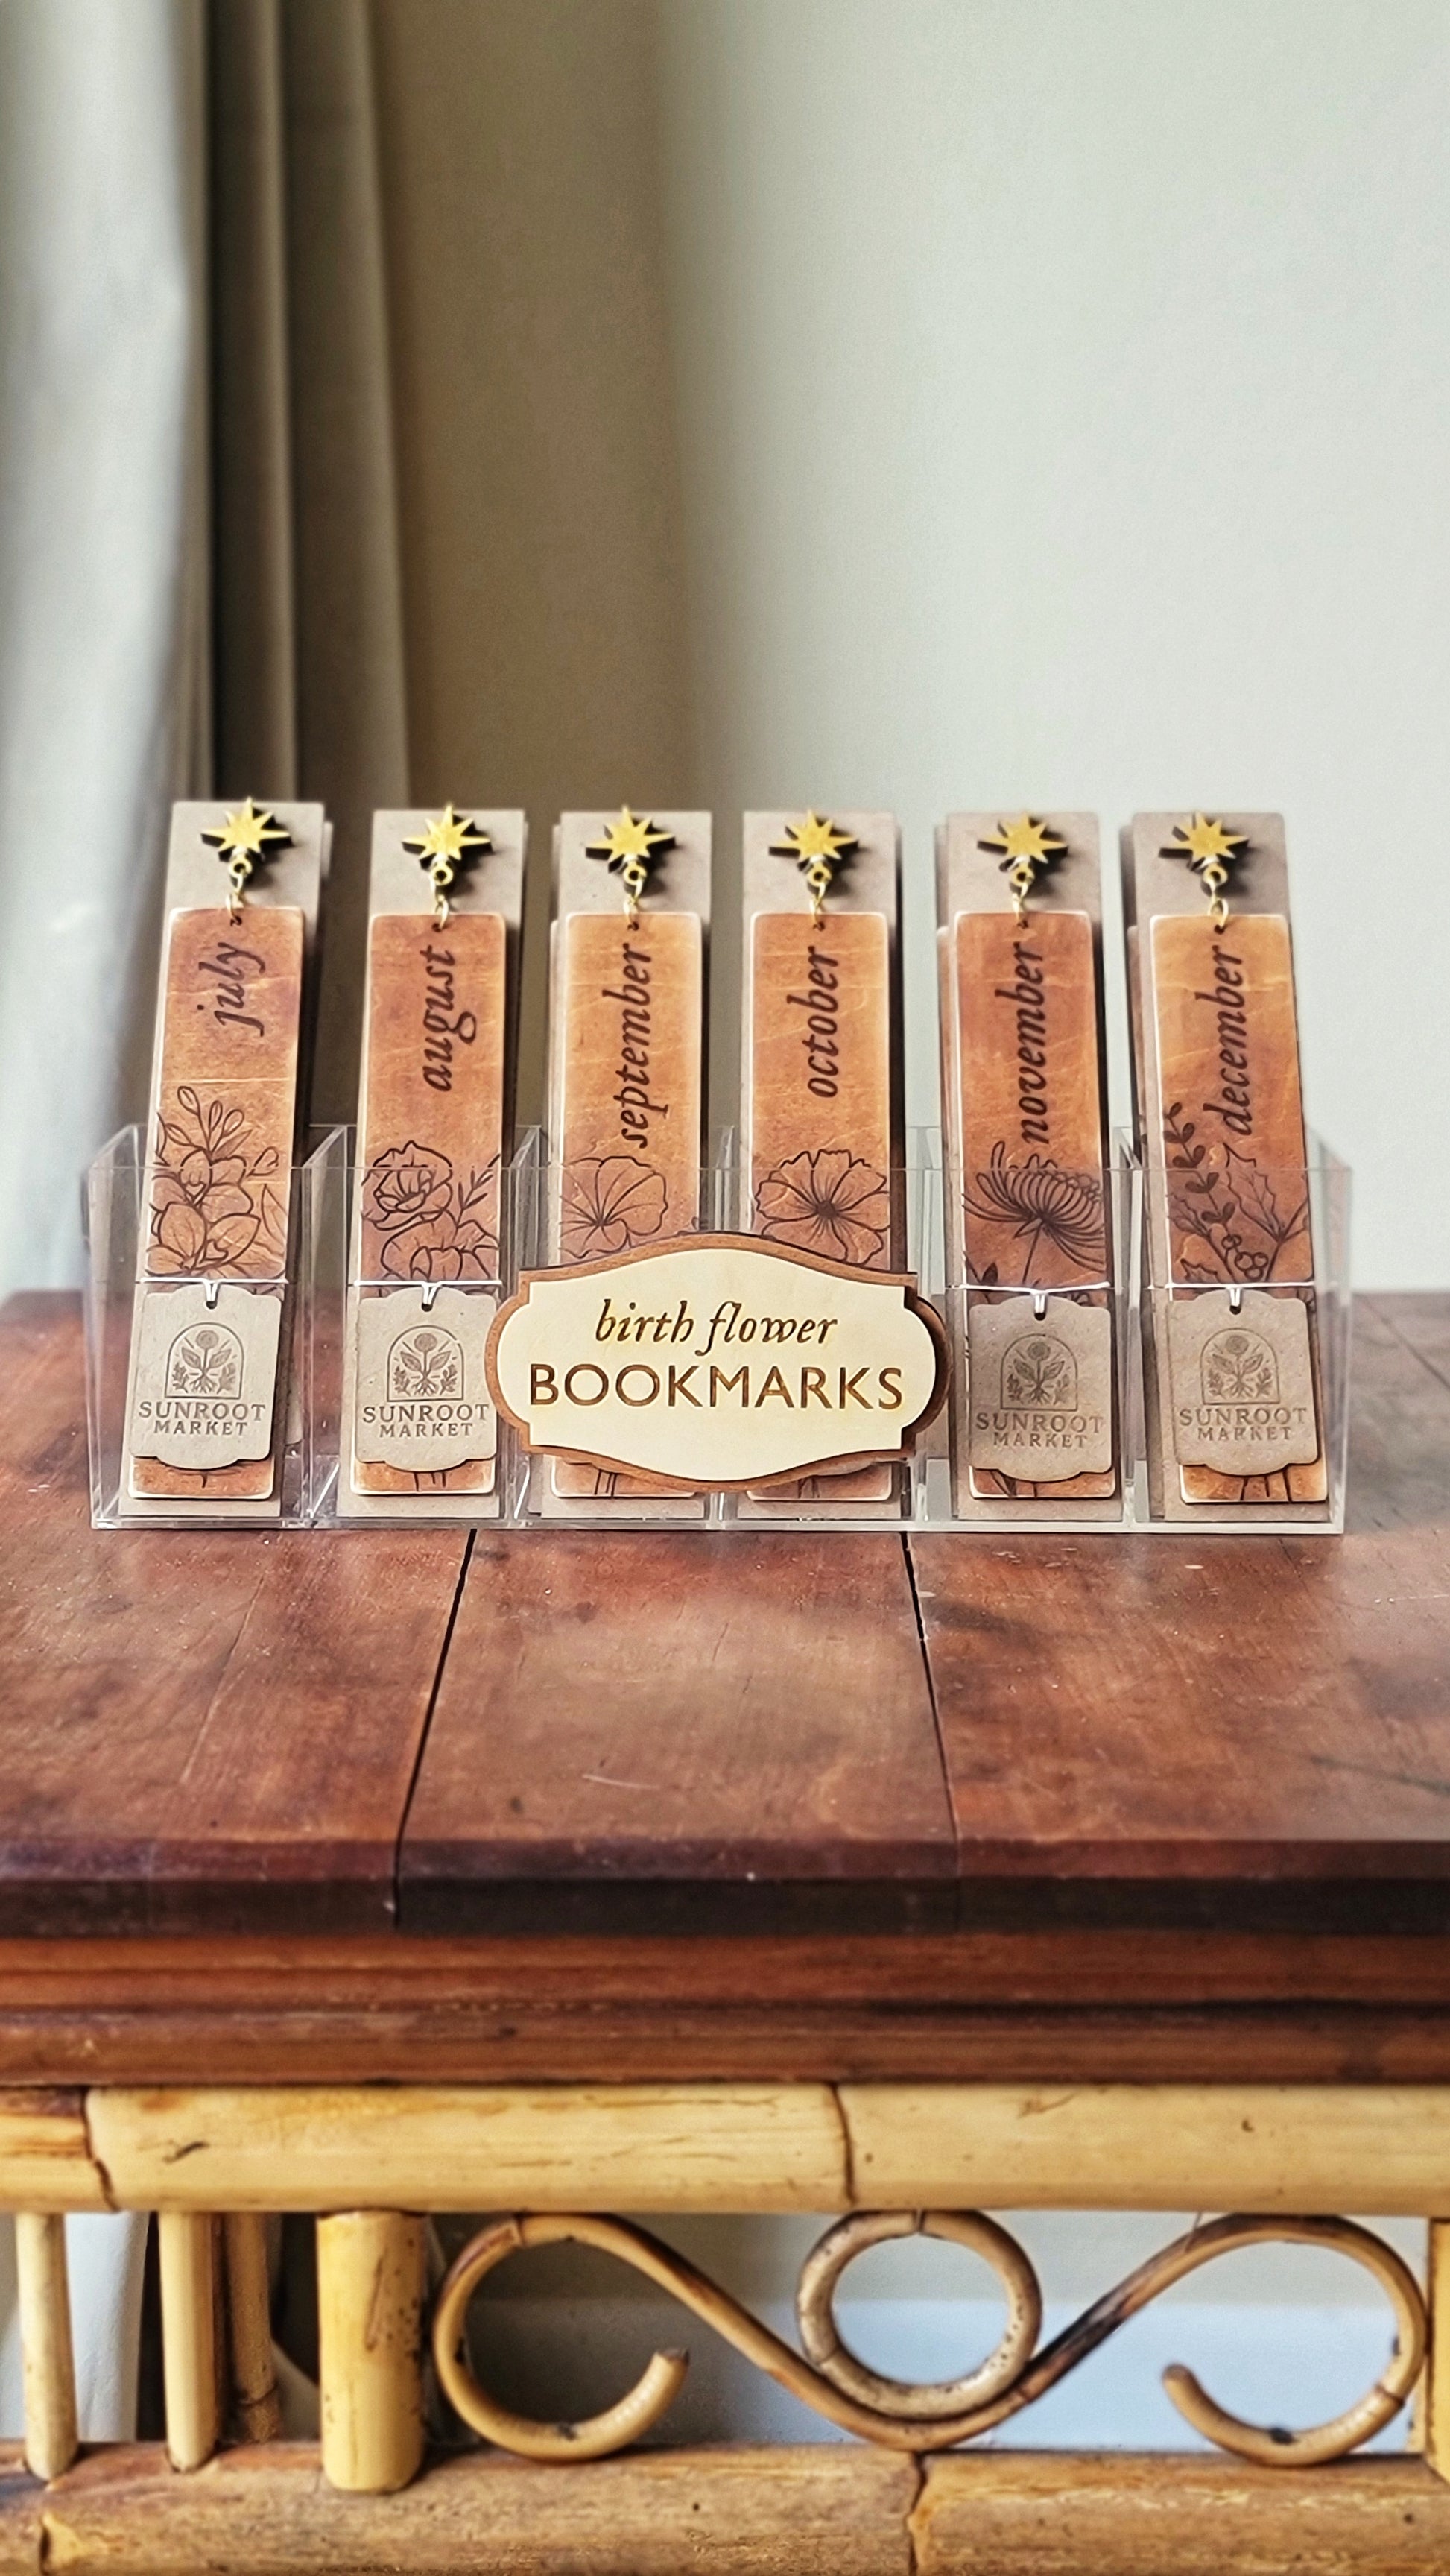 july
august
september
october
november
december
birth flower
BOOKMARKS
SUNROOT
MARKET
SUNROOT
MARKET
SUNROOT
MARKET
SUNROOT
MARKET